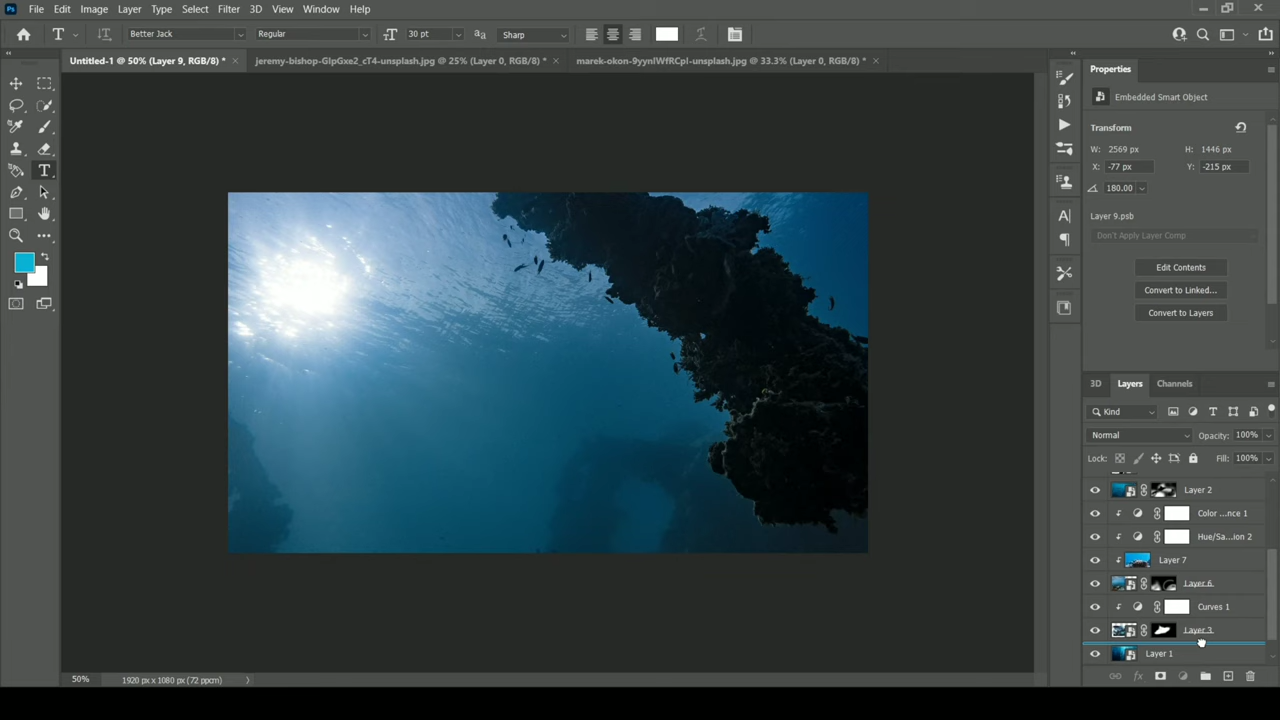 Ps File Edit Image Layer Type Select Filter 3D View Window Help
T Better Jack Regular 30 pt Sharp
Untitled-1 @ 50% (Layer 9, RGB/8) * × jeremy-bishop-GlpGxe2_cT4-unsplash.jpg @ 25% (Layer 0, RGB/8) * × marek-okon-9yynIWfRCpI-unsplash.jpg @ 33.3% (Layer 0, RGB/8) * ×
Properties
Embedded Smart Object
Transform
W: 2569 px H: 1446 px
X: -77 px Y: -215 px
180.00
Layer 9.psb
Don't Apply Layer Comp
Edit Contents
Convert to Linked...
Convert to Layers
3D Layers Channels
Kind
Normal Opacity: 100%
Lock: Fill: 100%
Layer 2
Color ...nce 1
Hue/Sa...ion 2
Layer 7
Layer 6
Curves 1
Layer 3
Layer 1
50% 1920 px x 1080 px (72 ppcm)